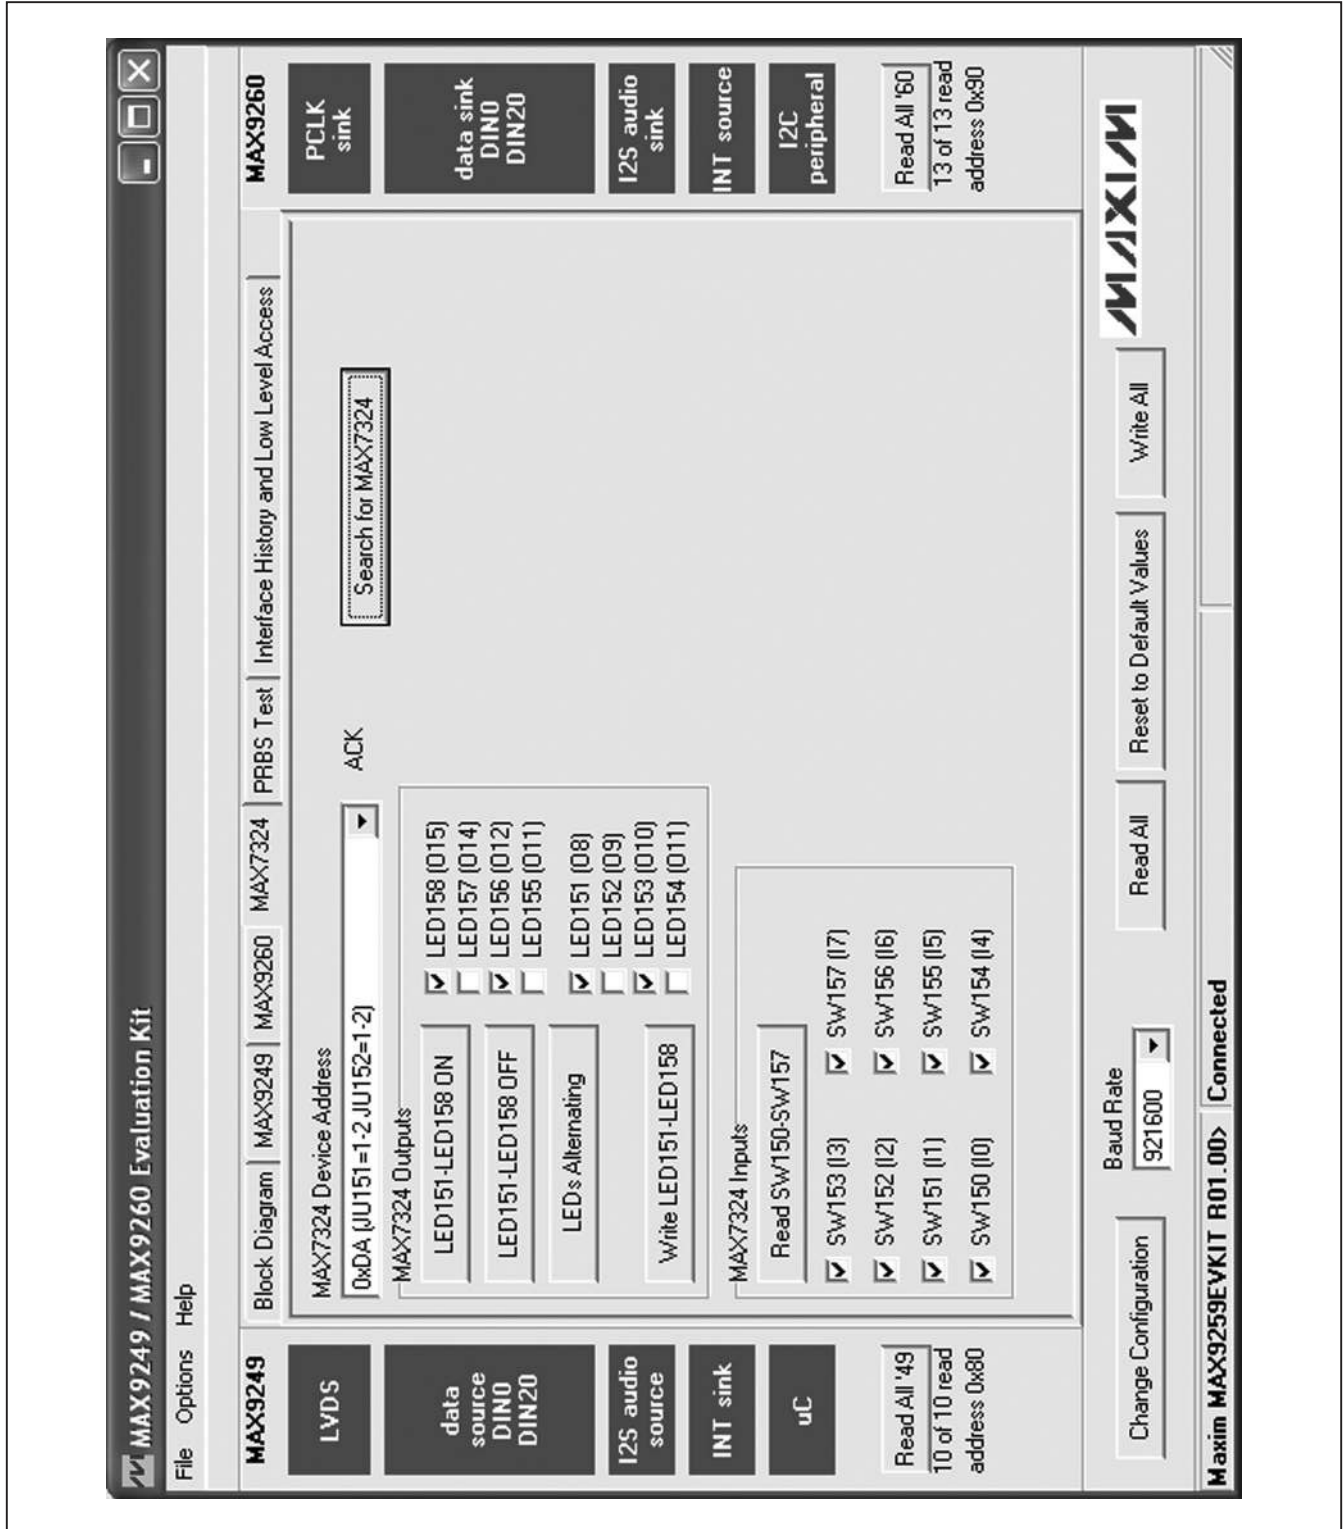 MAX9249 / MAX9260 Evaluation Kit
File Options Help
MAX9249
LVDS
data
source
DIN0
DIN20
I2S audio
source
INT sink
uC
Read All '49
10 of 10 read
address 0x80
Block Diagram MAX9249 MAX9260 MAX7324 PRBS Test Interface History and Low Level Access
MAX7324 Device Address
0xDA (JU151=1-2 JU152=1-2) ACK Search for MAX7324
MAX7324 Outputs
LED151-LED158 ON
LED151-LED158 OFF
LEDs Alternating
Write LED151-LED158
LED158 (O15)
LED157 (O14)
LED156 (O12)
LED155 (O11)
LED151 (O8)
LED152 (O9)
LED153 (O10)
LED154 (O11)
MAX7324 Inputs
Read SW150-SW157
SW153 (I3) SW157 (I7)
SW152 (I2) SW156 (I6)
SW151 (I1) SW155 (I5)
SW150 (I0) SW154 (I4)
MAX9260
PCLK
sink
data sink
DIN0
DIN20
I2S audio
sink
INT source
I2C
peripheral
Read All '60
13 of 13 read
address 0x90
Change Configuration
Baud Rate
921600
Read All Reset to Default Values Write All
MAXIM
Maxim MAX9259EVKIT R01.00> Connected